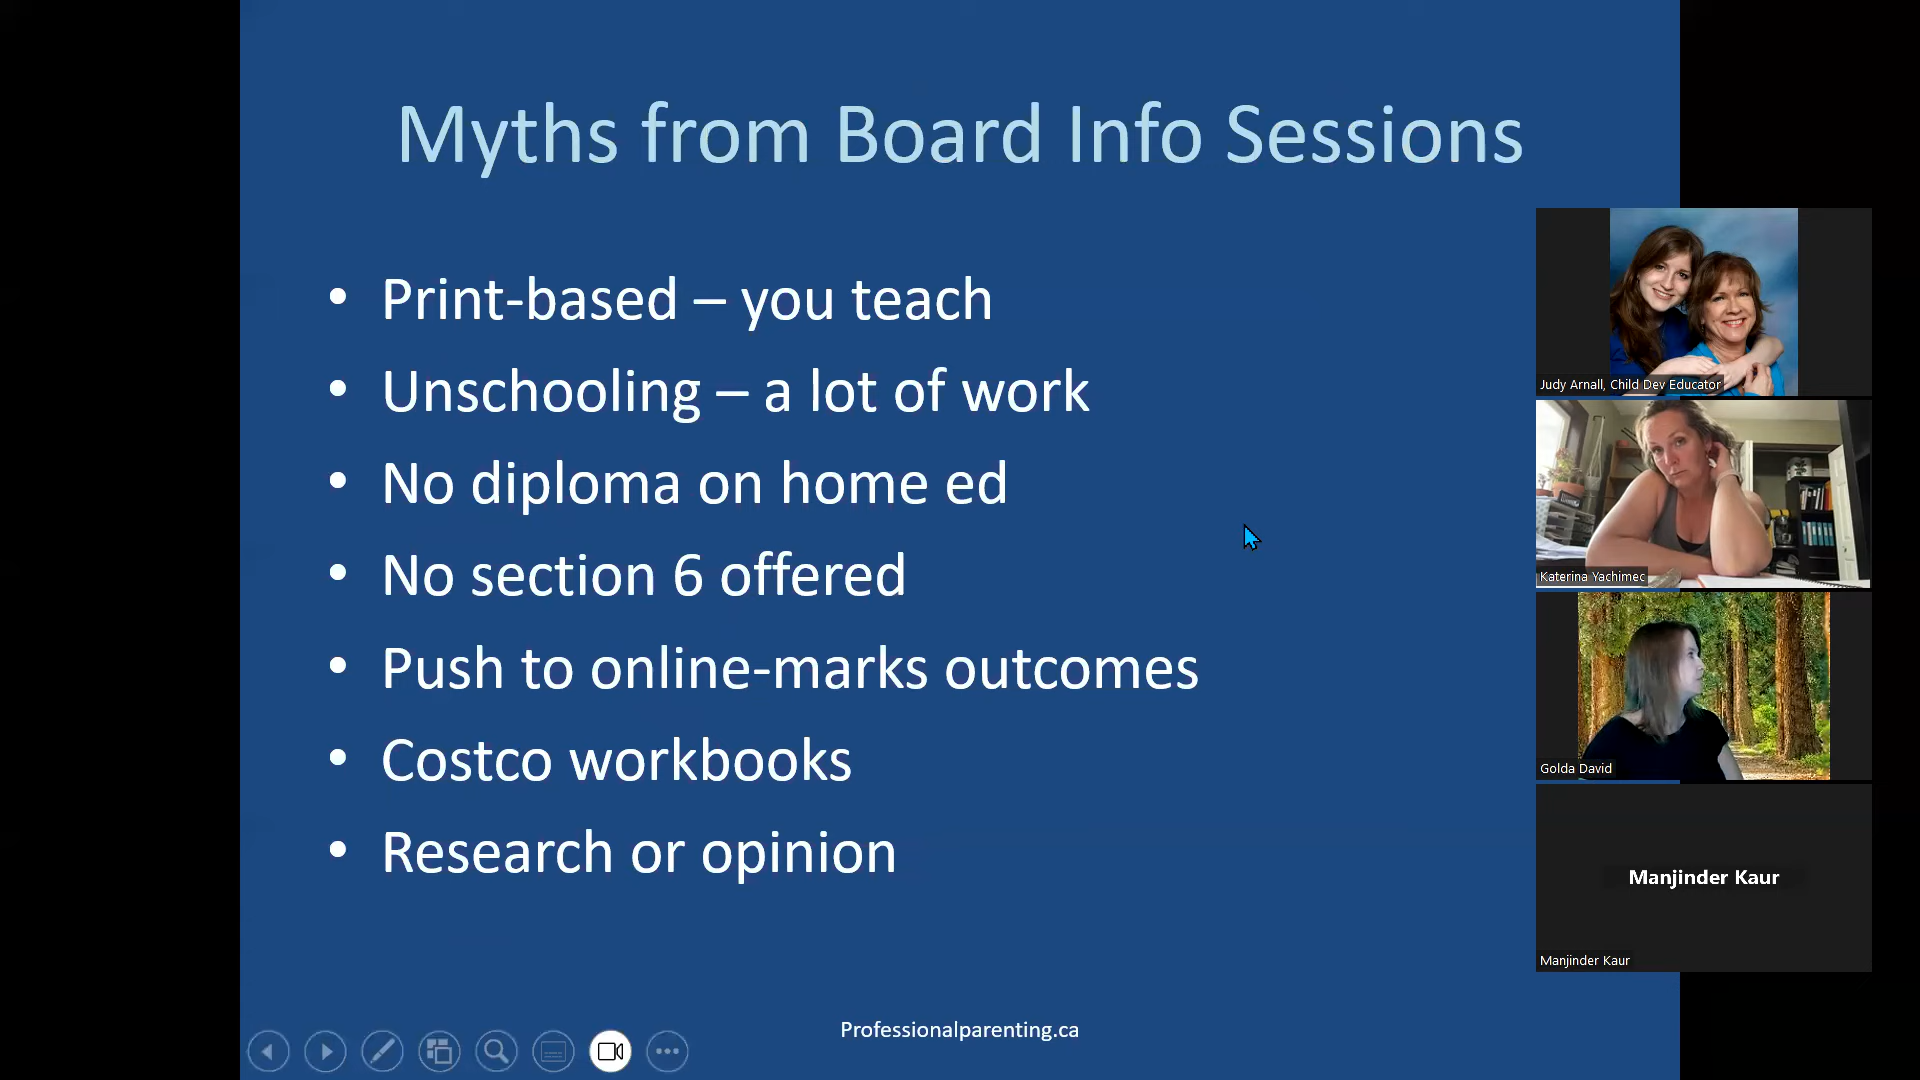 Myths from Board Info Sessions
• Print-based – you teach
• Unschooling – a lot of work
• No diploma on home ed
• No section 6 offered
• Push to online-marks outcomes
• Costco workbooks
• Research or opinion
Professionalparenting.ca
Judy Arnall, Child Dev Educator
Katerina Yachimec
Golda David
Manjinder Kaur
Manjinder Kaur